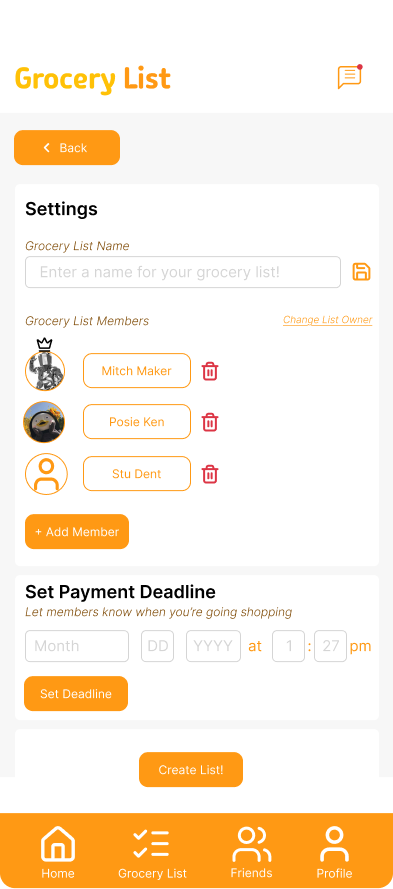 Grocery List
Back
Settings
Grocery List Name
Enter a name for your grocery list!
Grocery List Members
Change List Owner
Mitch Maker
Posie Ken
Stu Dent
+ Add Member
Set Payment Deadline
Let members know when you're going shopping
Month DD YYYY at 1 : 27 pm
Set Deadline
Create List!
Home Grocery List Friends Profile